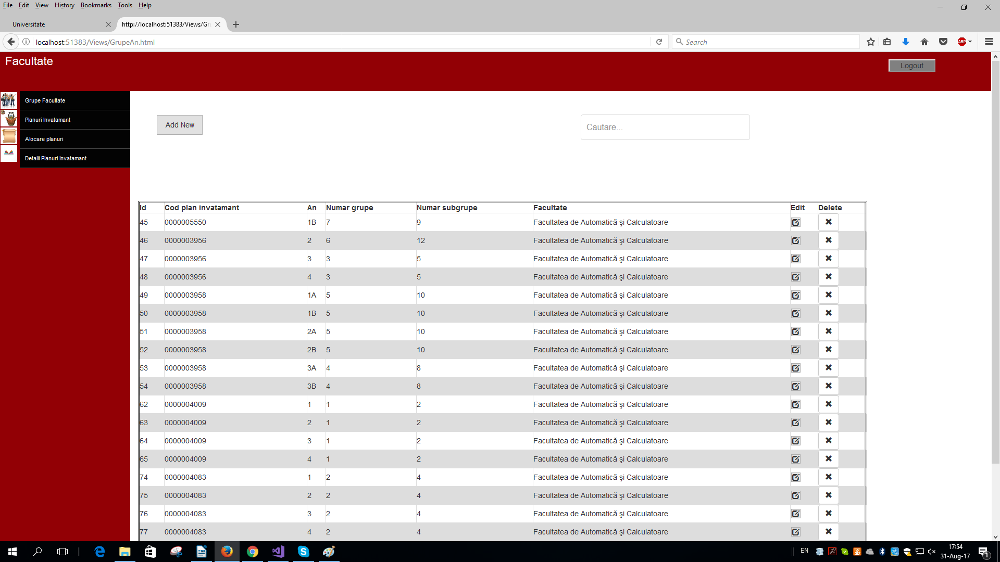 File Edit View History Bookmarks Tools Help
Universitate
http://localhost:51383/Views/Gr
localhost:51383/Views/GrupeAn.html
Search
ABP
Facultate
Logout
Grupe Facultate
Planuri Invatamant
Alocare planuri
Detalii Planuri Invatamant
Add New
Cautare...
Id Cod plan invatamant An Numar grupe Numar subgrupe Facultate Edit Delete
45 0000005550 1B 7 9 Facultatea de Automatică şi Calculatoare
46 0000003956 2 6 12 Facultatea de Automatică şi Calculatoare
47 0000003956 3 3 5 Facultatea de Automatică şi Calculatoare
48 0000003956 4 3 5 Facultatea de Automatică şi Calculatoare
49 0000003958 1A 5 10 Facultatea de Automatică şi Calculatoare
50 0000003958 1B 5 10 Facultatea de Automatică şi Calculatoare
51 0000003958 2A 5 10 Facultatea de Automatică şi Calculatoare
52 0000003958 2B 5 10 Facultatea de Automatică şi Calculatoare
53 0000003958 3A 4 8 Facultatea de Automatică şi Calculatoare
54 0000003958 3B 4 8 Facultatea de Automatică şi Calculatoare
62 0000004009 1 1 2 Facultatea de Automatică şi Calculatoare
63 0000004009 2 1 2 Facultatea de Automatică şi Calculatoare
64 0000004009 3 1 2 Facultatea de Automatică şi Calculatoare
65 0000004009 4 1 2 Facultatea de Automatică şi Calculatoare
74 0000004083 1 2 4 Facultatea de Automatică şi Calculatoare
75 0000004083 2 2 4 Facultatea de Automatică şi Calculatoare
76 0000004083 3 2 4 Facultatea de Automatică şi Calculatoare
77 0000004083 4 2 4 Facultatea de Automatică şi Calculatoare
EN
17:54
31-Aug-17
1